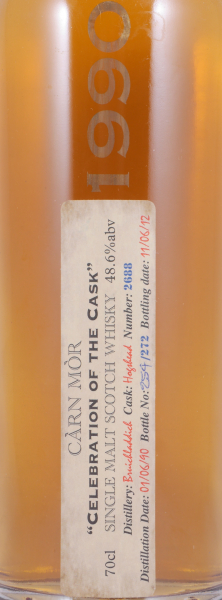 1990
CÀRN MÒR
"CELEBRATION OF THE CASK"
SINGLE MALT SCOTCH WHISKY
70cl 48.6%abv
Distillery: Bruichladdich Cask: Hogshead Number: 2688
Distillation Date: 01/06/90 Bottle No: 254/272 Bottling date: 11/06/12